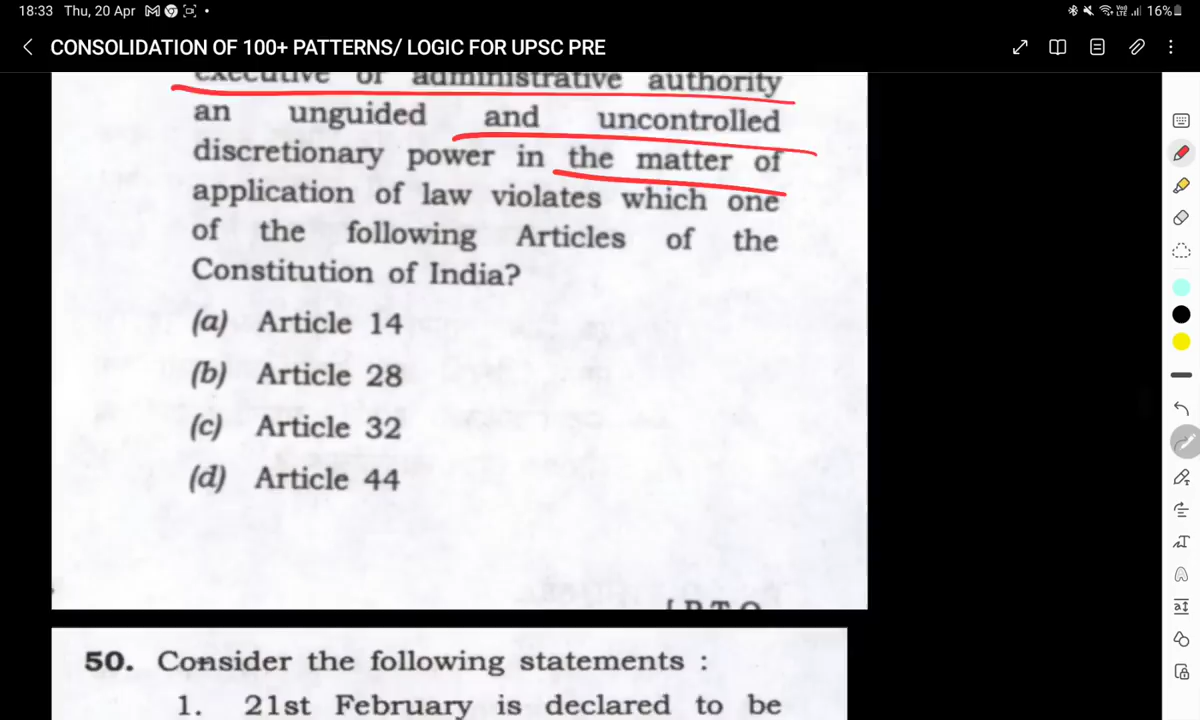 18:33 Thu, 20 Apr 16%
CONSOLIDATION OF 100+ PATTERNS/ LOGIC FOR UPSC PRE
executive or administrative authority
an unguided and uncontrolled
discretionary power in the matter of
application of law violates which one
of the following Articles of the
Constitution of India?
(a) Article 14
(b) Article 28
(c) Article 32
(d) Article 44
[ P.T.O.
50. Consider the following statements :
1. 21st February is declared to be